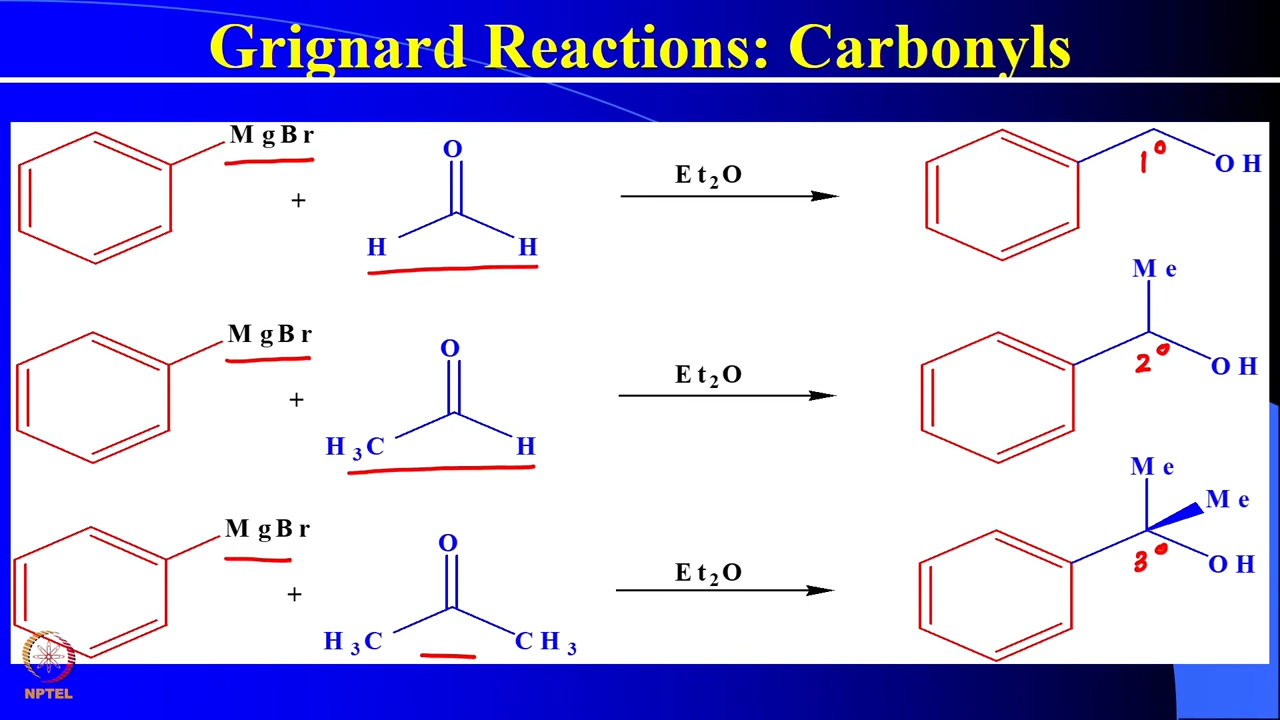 Grignard Reactions: Carbonyls
MgBr
+
O
H H
Et2O
1°
OH
MgBr
+
O
H3C H
Et2O
Me
2°
OH
MgBr
+
O
H3C CH3
Et2O
Me
Me
3°
OH
NPTEL